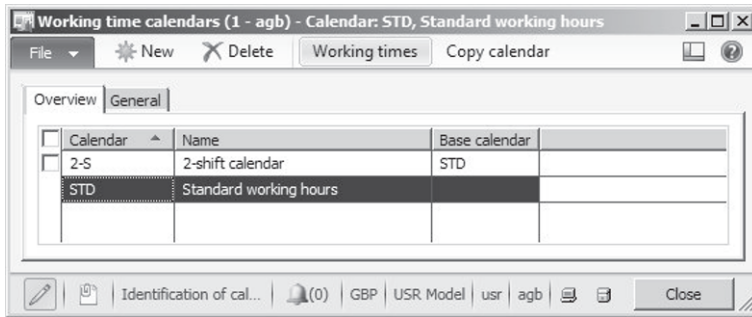 Working time calendars (1 - agb) - Calendar: STD, Standard working hours
File New Delete Working times Copy calendar
Overview General
Calendar Name Base calendar
2-S 2-shift calendar STD
STD Standard working hours
Identification of cal... (0) GBP USR Model usr agb Close